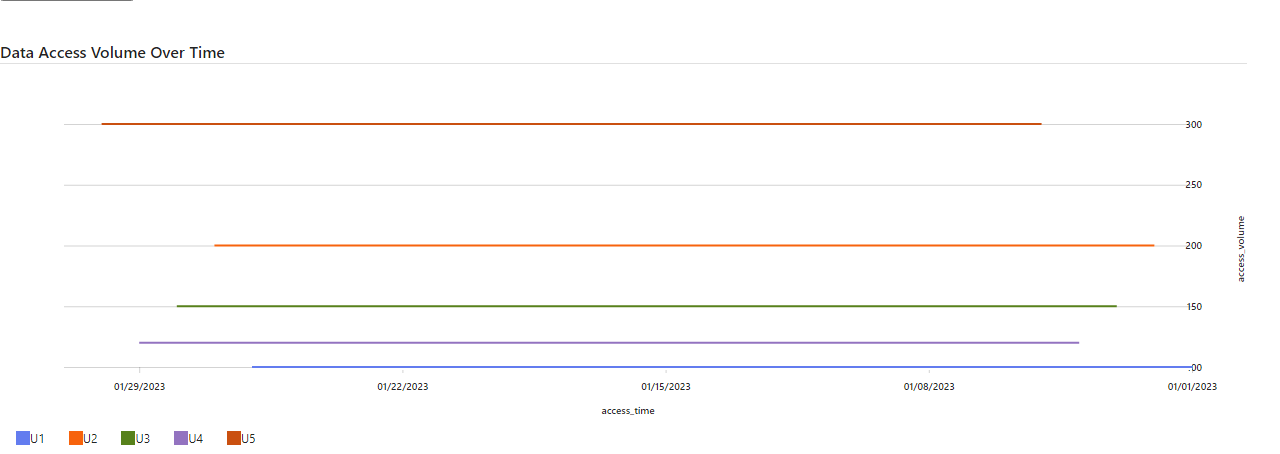 Data Access Volume Over Time
300
250
200
150
00
access_volume
01/29/2023 01/22/2023 01/15/2023 01/08/2023 01/01/2023
access_time
U1 U2 U3 U4 U5